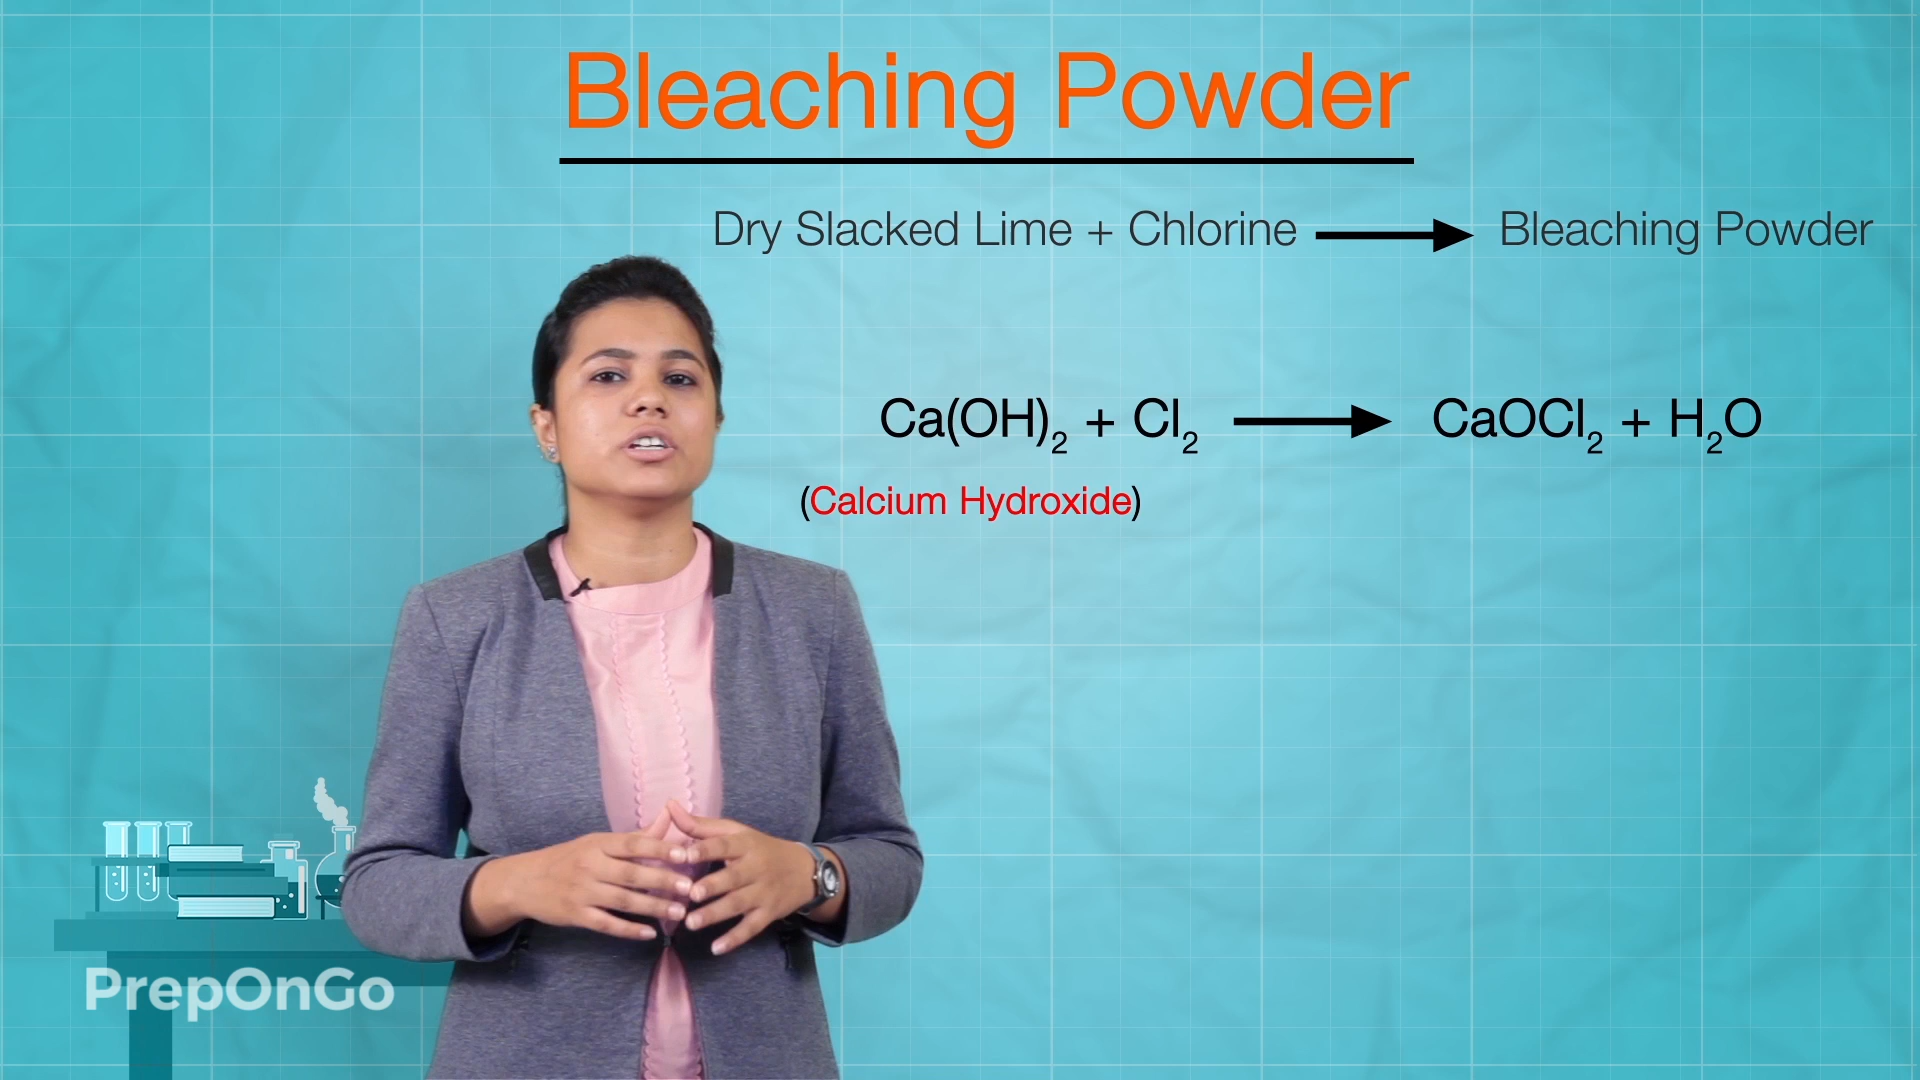 Bleaching Powder
Dry Slacked Lime + Chlorine ⟶ Bleaching Powder
Ca(OH)₂ + Cl₂ ⟶ CaOCl₂ + H₂O
(Calcium Hydroxide)
PrepOnGo